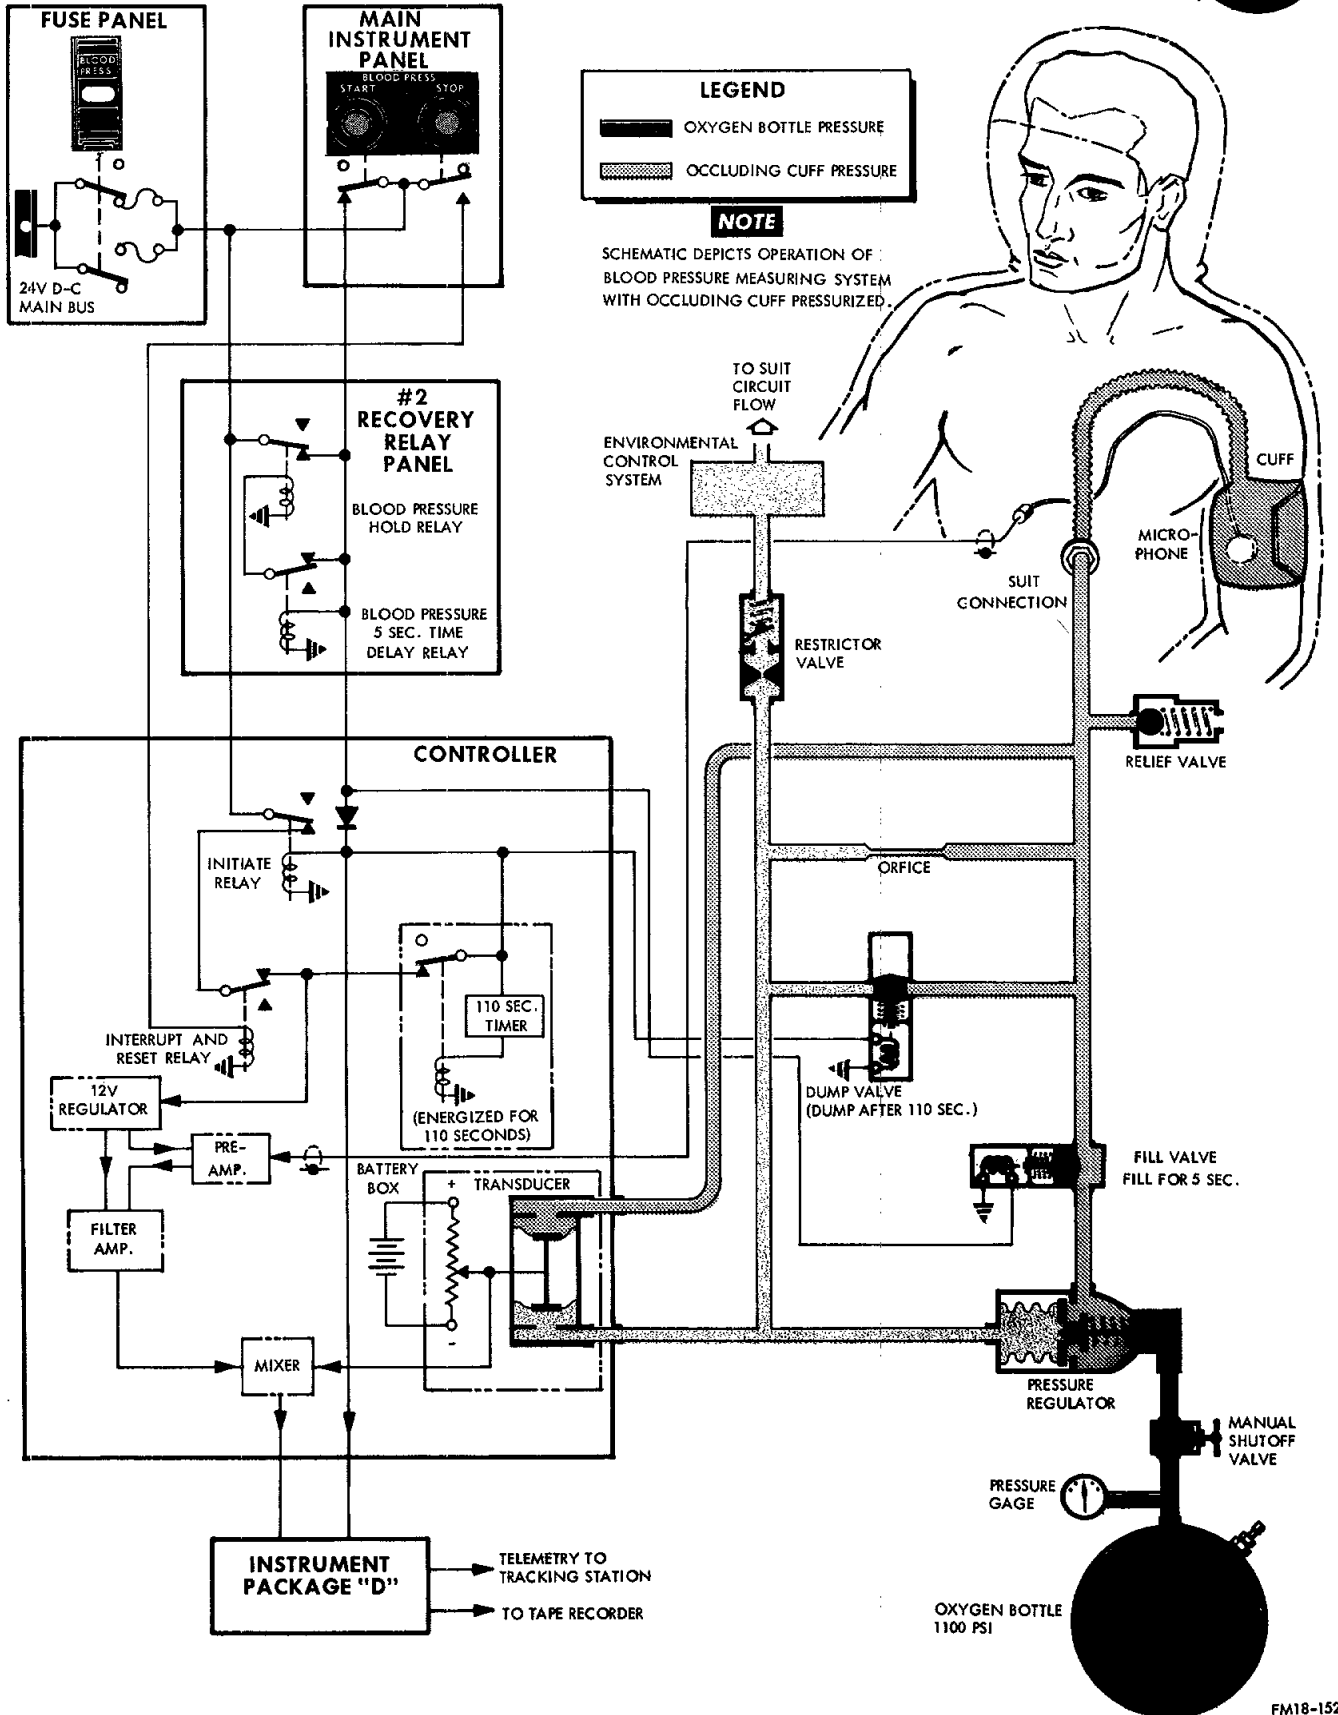 FUSE PANEL
BLOOD
PRESS
24V D-C
MAIN BUS
MAIN
INSTRUMENT
PANEL
BLOOD PRESS
START
STOP
LEGEND
OXYGEN BOTTLE PRESSURE
OCCLUDING CUFF PRESSURE
NOTE
SCHEMATIC DEPICTS OPERATION OF
BLOOD PRESSURE MEASURING SYSTEM
WITH OCCLUDING CUFF PRESSURIZED.
#2
RECOVERY
RELAY
PANEL
BLOOD PRESSURE
HOLD RELAY
BLOOD PRESSURE
5 SEC. TIME
DELAY RELAY
TO SUIT
CIRCUIT
FLOW
ENVIRONMENTAL
CONTROL
SYSTEM
CUFF
MICRO-
PHONE
SUIT
CONNECTION
RESTRICTOR
VALVE
RELIEF VALVE
CONTROLLER
INITIATE
RELAY
ORFICE
110 SEC.
TIMER
INTERRUPT AND
RESET RELAY
(ENERGIZED FOR
110 SECONDS)
DUMP VALVE
(DUMP AFTER 110 SEC.)
12V
REGULATOR
PRE-
AMP.
BATTERY
BOX
+
TRANSDUCER
-
FILL VALVE
FILL FOR 5 SEC.
FILTER
AMP.
MIXER
PRESSURE
REGULATOR
MANUAL
SHUTOFF
VALVE
PRESSURE
GAGE
INSTRUMENT
PACKAGE "D"
TELEMETRY TO
TRACKING STATION
TO TAPE RECORDER
OXYGEN BOTTLE
1100 PSI
FM18-152